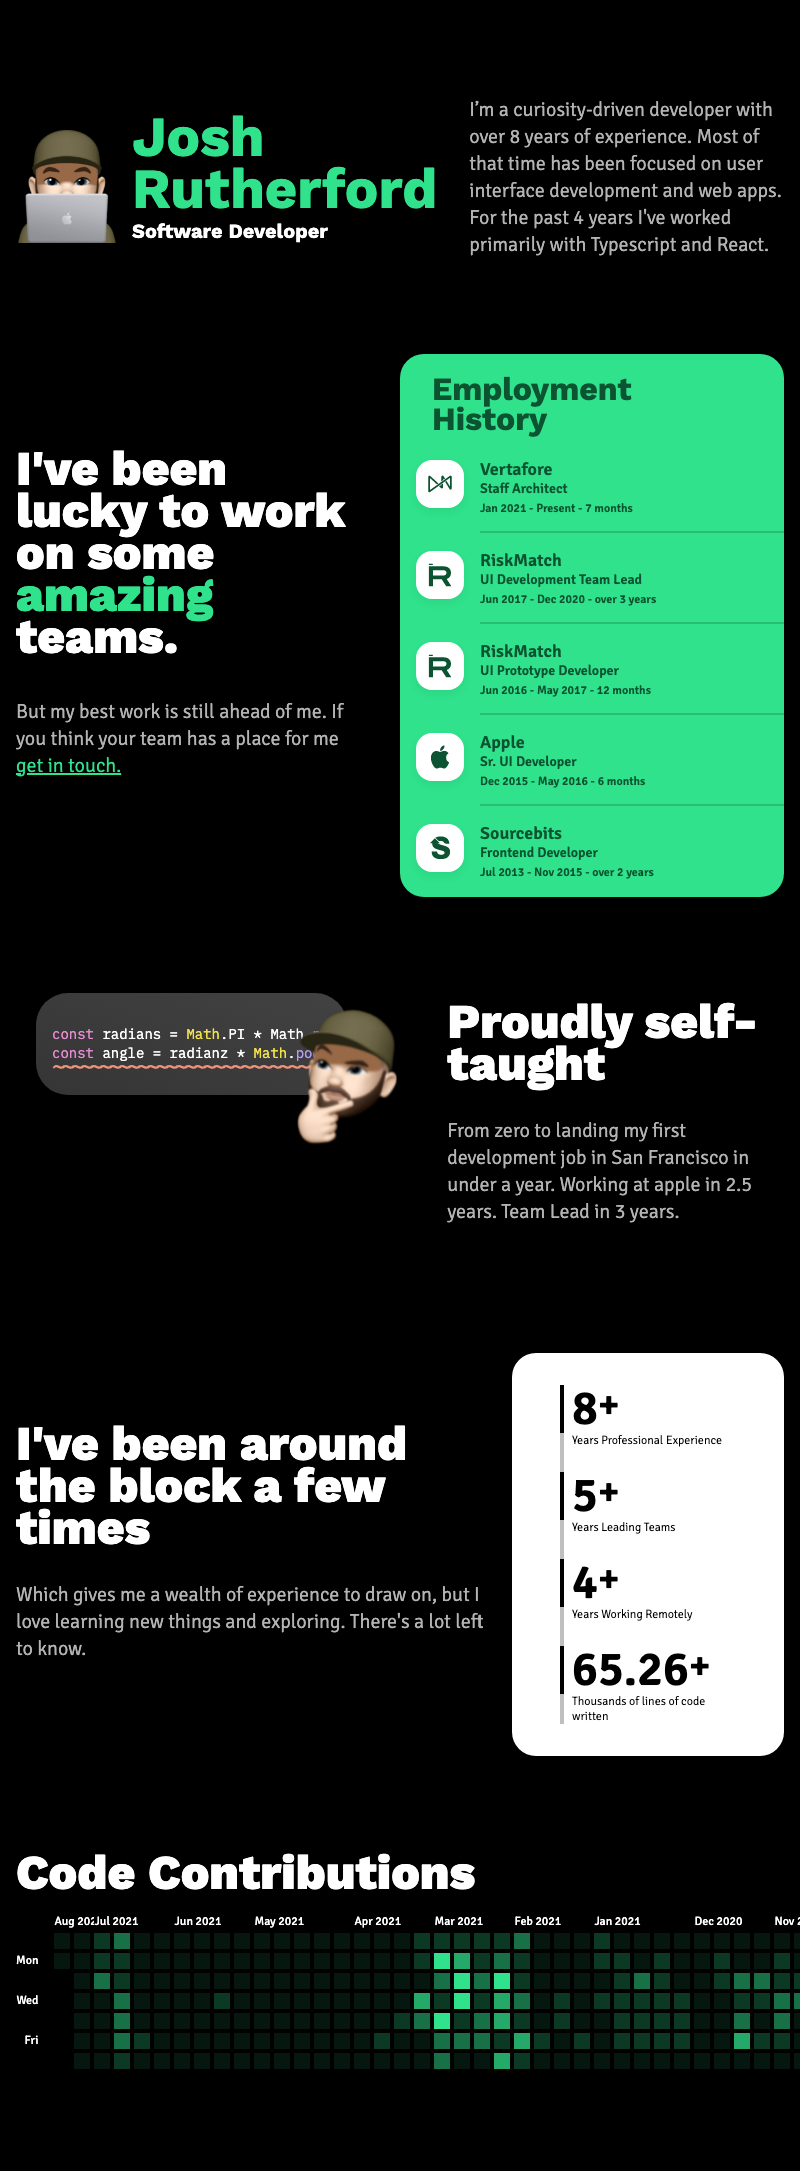 Josh
Rutherford
Software Developer
I’m a curiosity-driven developer with
over 8 years of experience. Most of
that time has been focused on user
interface development and web apps.
For the past 4 years I've worked
primarily with Typescript and React.
I've been
lucky to work
on some
amazing
teams.
But my best work is still ahead of me. If
you think your team has a place for me
get in touch.
Employment
History
Vertafore
Staff Architect
Jan 2021 - Present - 7 months
RiskMatch
UI Development Team Lead
Jun 2017 - Dec 2020 - over 3 years
RiskMatch
UI Prototype Developer
Jun 2016 - May 2017 - 12 months
Apple
Sr. UI Developer
Dec 2015 - May 2016 - 6 months
Sourcebits
Frontend Developer
Jul 2013 - Nov 2015 - over 2 years
const radians = Math.PI * Math
const angle = radianz * Math.po
Proudly self-
taught
From zero to landing my first
development job in San Francisco in
under a year. Working at apple in 2.5
years. Team Lead in 3 years.
I've been around
the block a few
times
Which gives me a wealth of experience to draw on, but I
love learning new things and exploring. There's a lot left
to know.
8+
Years Professional Experience
5+
Years Leading Teams
4+
Years Working Remotely
65.26+
Thousands of lines of code
written
Code Contributions
Aug 202 Jul 2021 Jun 2021 May 2021 Apr 2021 Mar 2021 Feb 2021 Jan 2021 Dec 2020 Nov 2
Mon
Wed
Fri